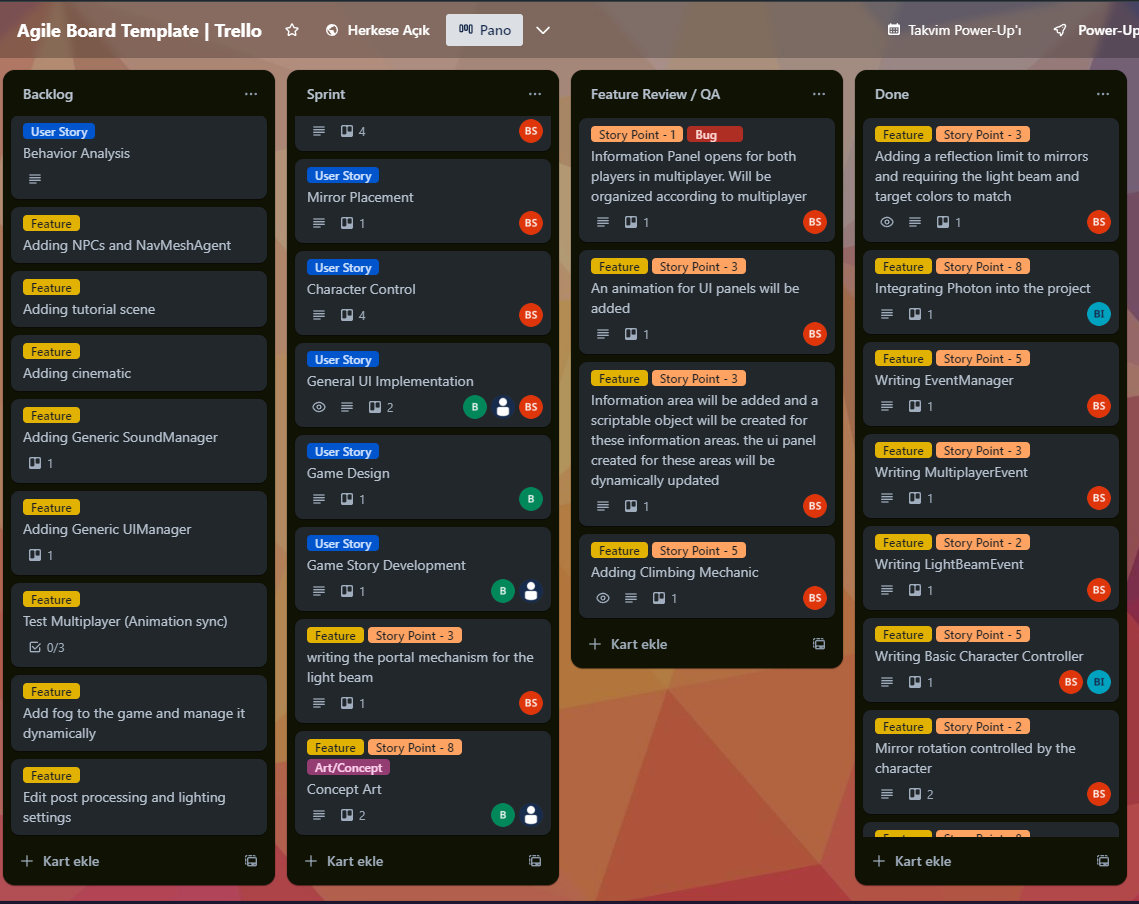 Agile Board Template | Trello
Herkese Açık
Pano
Takvim Power-Up'ı
Power-Up
Backlog
User Story
Behavior Analysis
Feature
Adding NPCs and NavMeshAgent
Feature
Adding tutorial scene
Feature
Adding cinematic
Feature
Adding Generic SoundManager
1
Feature
Adding Generic UIManager
1
Feature
Test Multiplayer (Animation sync)
0/3
Feature
Add fog to the game and manage it
dynamically
Feature
Edit post processing and lighting
settings
Kart ekle
Sprint
4
BS
User Story
Mirror Placement
1
BS
User Story
Character Control
4
BS
User Story
General UI Implementation
2
B
BS
User Story
Game Design
1
B
User Story
Game Story Development
1
B
Feature
Story Point - 3
writing the portal mechanism for the
light beam
1
BS
Feature
Story Point - 8
Art/Concept
Concept Art
2
B
Kart ekle
Feature Review / QA
Story Point - 1
Bug
Information Panel opens for both
players in multiplayer. Will be
organized according to multiplayer
1
BS
Feature
Story Point - 3
An animation for UI panels will be
added
1
BS
Feature
Story Point - 3
Information area will be added and a
scriptable object will be created for
these information areas. the ui panel
created for these areas will be
dynamically updated
1
BS
Feature
Story Point - 5
Adding Climbing Mechanic
1
BS
Kart ekle
Done
Feature
Story Point - 3
Adding a reflection limit to mirrors
and requiring the light beam and
target colors to match
1
BS
Feature
Story Point - 8
Integrating Photon into the project
1
BI
Feature
Story Point - 5
Writing EventManager
1
BS
Feature
Story Point - 3
Writing MultiplayerEvent
1
BS
Feature
Story Point - 2
Writing LightBeamEvent
1
BS
Feature
Story Point - 5
Writing Basic Character Controller
1
BS
BI
Feature
Story Point - 2
Mirror rotation controlled by the
character
2
BS
Feature
Kart ekle